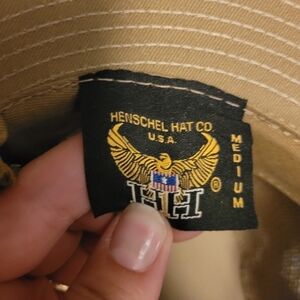 HENSCHEL HAT CO.
U.S.A.
HH
®
MEDIUM